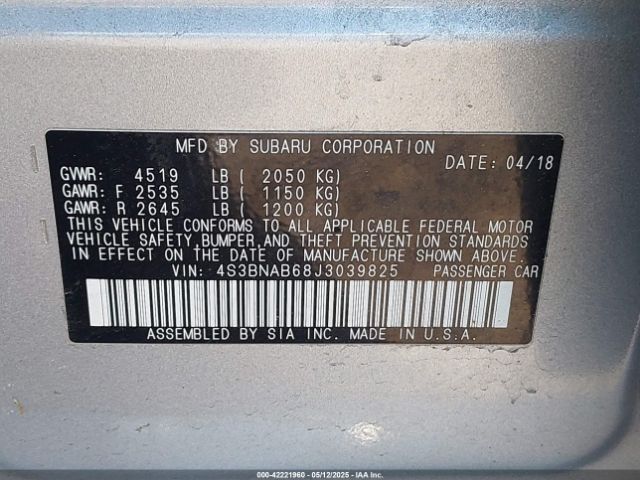 MFD BY SUBARU CORPORATION
DATE: 04/18
GVWR: 4519 LB ( 2050 KG)
GAWR: F 2535 LB ( 1150 KG)
GAWR: R 2645 LB ( 1200 KG)
THIS VEHICLE CONFORMS TO ALL APPLICABLE FEDERAL MOTOR
VEHICLE SAFETY, BUMPER, AND THEFT PREVENTION STANDARDS
IN EFFECT ON THE DATE OF MANUFACTURE SHOWN ABOVE.
VIN: 4S3BNAB68J3039825 PASSENGER CAR
ASSEMBLED BY SIA INC. MADE IN U.S.A.
000-42221960 - 05/12/2025 - IAA Inc.